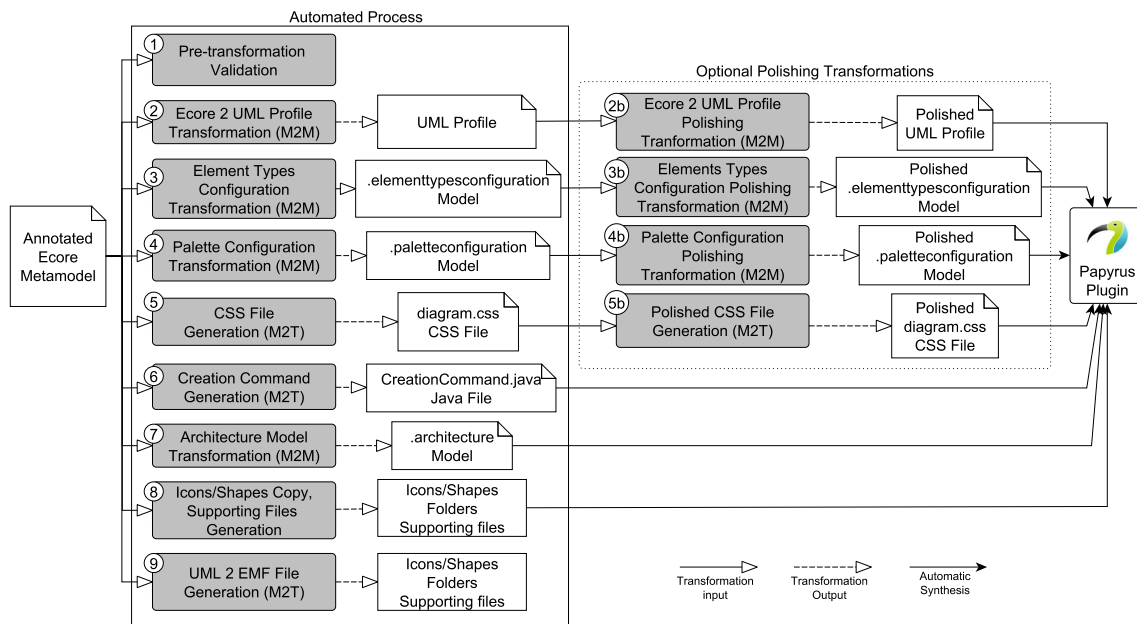 Automated Process
1
Pre-transformation
Validation
Optional Polishing Transformations
2
Ecore 2 UML Profile
Transformation (M2M)
UML Profile
2b
Ecore 2 UML Profile
Polishing
Tranformation (M2M)
Polished
UML Profile
3
Element Types
Configuration
Transformation (M2M)
.elementtypesconfiguration
Model
3b
Elements Types
Configuration Polishing
Transformation (M2M)
Polished
.elementtypesconfiguration
Model
Annotated
Ecore
Metamodel
4
Palette Configuration
Transformation (M2M)
.paletteconfiguration
Model
4b
Palette Configuration
Polishing
Tranformation (M2M)
Polished
.paletteconfiguration
Model
Papyrus
Plugin
5
CSS File
Generation (M2T)
diagram.css
CSS File
5b
Polished CSS File
Generation (M2T)
Polished
diagram.css
CSS File
6
Creation Command
Generation (M2T)
CreationCommand.java
Java File
7
Architecture Model
Transformation (M2M)
.architecture
Model
8
Icons/Shapes Copy,
Supporting Files
Generation
Icons/Shapes
Folders
Supporting files
9
UML 2 EMF File
Generation (M2T)
Icons/Shapes
Folders
Supporting files
Transformation
input
Transformation
Output
Automatic
Synthesis